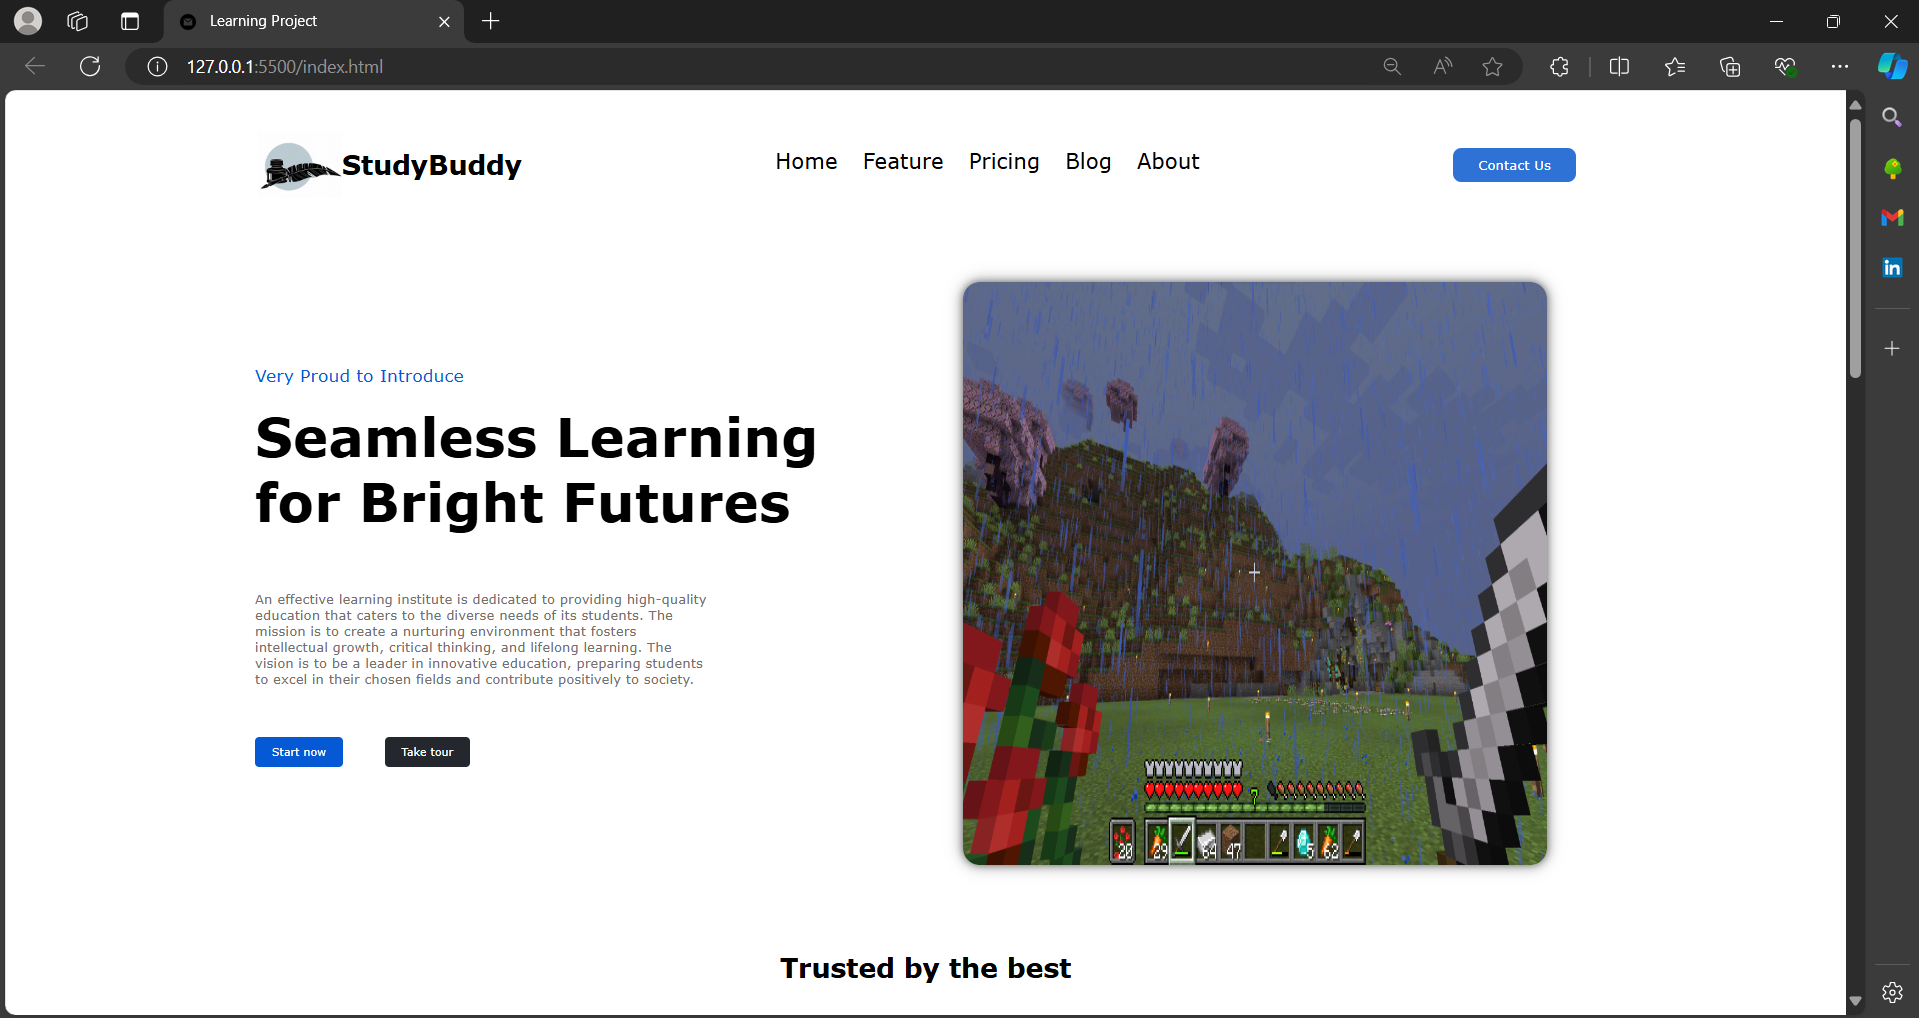 Learning Project
127.0.0.1:5500/index.html
StudyBuddy
Home Feature Pricing Blog About
Contact Us
Very Proud to Introduce
Seamless Learning
for Bright Futures
An effective learning institute is dedicated to providing high-quality
education that caters to the diverse needs of its students. The
mission is to create a nurturing environment that fosters
intellectual growth, critical thinking, and lifelong learning. The
vision is to be a leader in innovative education, preparing students
to excel in their chosen fields and contribute positively to society.
Start now
Take tour
7
20 29 64 47 5 62
Trusted by the best
in